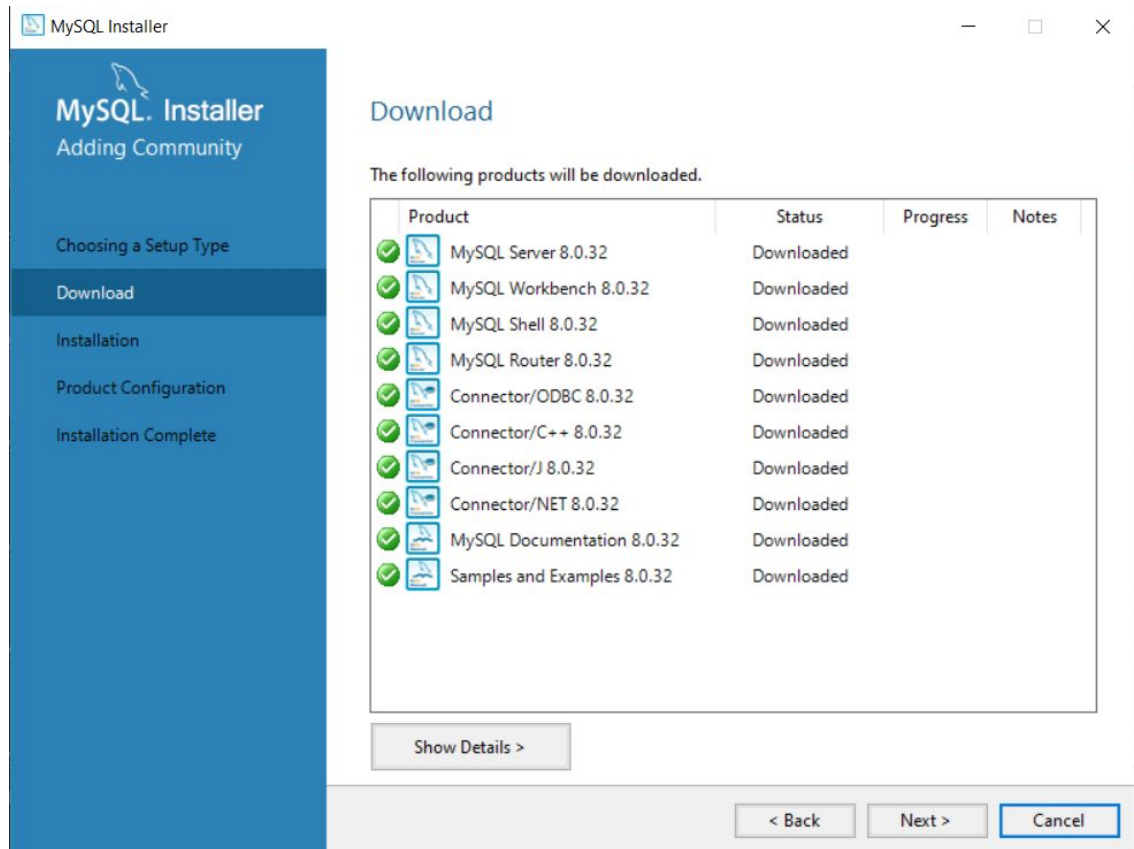 MySQL Installer
MySQL. Installer
Adding Community
Choosing a Setup Type
Download
Installation
Product Configuration
Installation Complete
Download
The following products will be downloaded.
Product Status Progress Notes
MySQL Server 8.0.32 Downloaded
MySQL Workbench 8.0.32 Downloaded
MySQL Shell 8.0.32 Downloaded
MySQL Router 8.0.32 Downloaded
Connector/ODBC 8.0.32 Downloaded
Connector/C++ 8.0.32 Downloaded
Connector/J 8.0.32 Downloaded
Connector/NET 8.0.32 Downloaded
MySQL Documentation 8.0.32 Downloaded
Samples and Examples 8.0.32 Downloaded
Show Details >
< Back Next > Cancel